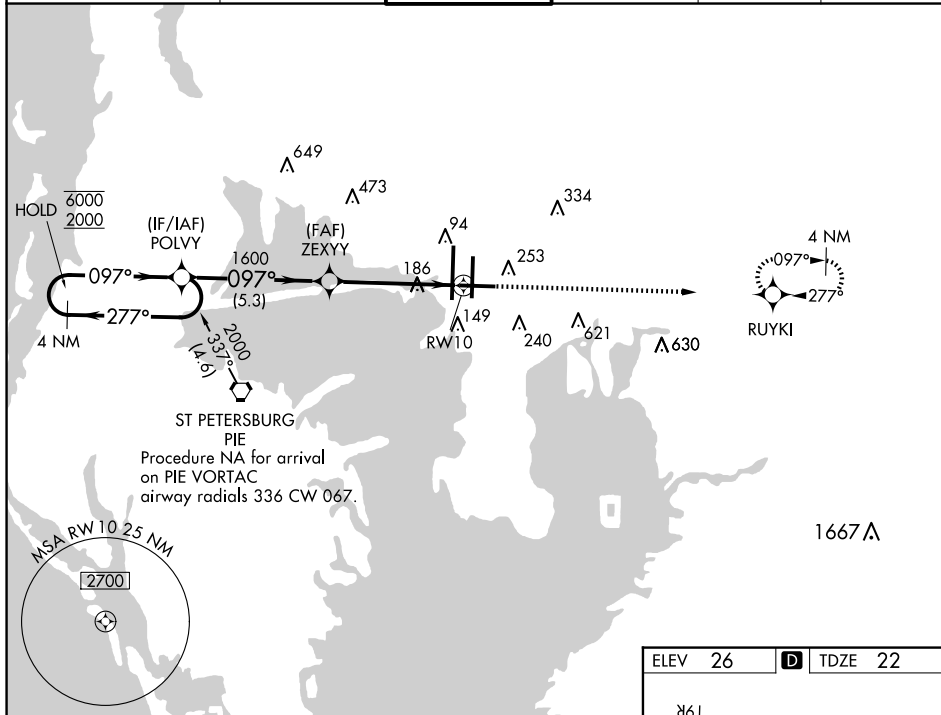 649
473
334
HOLD
6000
2000
(IF/IAF)
POLVY
(FAF)
ZEXYY
94
4 NM
097°
1600
097°
(5.3)
186
253
097°
277°
277°
4 NM
149
RW10
240
621
630
RUYKI
2000
337°
(4.6)
ST PETERSBURG
PIE
Procedure NA for arrival
on PIE VORTAC
airway radials 336 CW 067.
1667
MSA RW 10 25 NM
2700
ELEV 26 D TDZE 22
19R